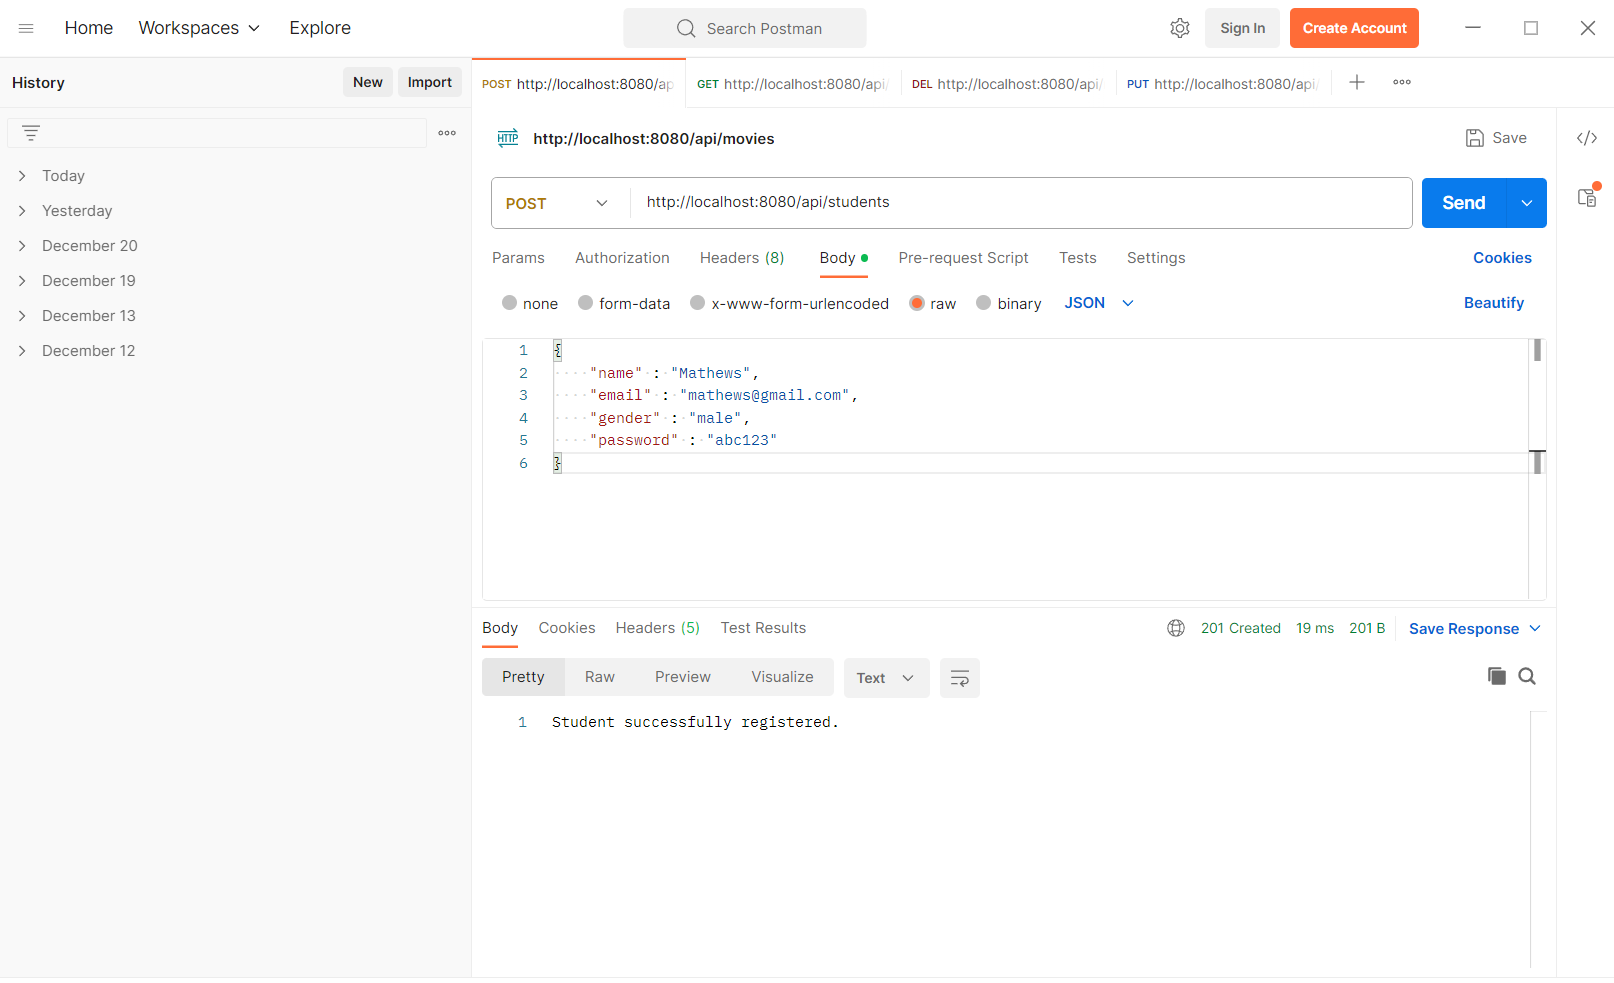 Home Workspaces Explore Search Postman Sign In Create Account
History New Import
POST http://localhost:8080/ap GET http://localhost:8080/api/ DEL http://localhost:8080/api/ PUT http://localhost:8080/api/
Today
Yesterday
December 20
December 19
December 13
December 12
HTTP http://localhost:8080/api/movies Save
POST http://localhost:8080/api/students Send
Params Authorization Headers (8) Body Pre-request Script Tests Settings Cookies
none form-data x-www-form-urlencoded raw binary JSON Beautify
1 {
2 ····"name"·:·"Mathews",
3 ····"email"·:·"mathews@gmail.com",
4 ····"gender"·:·"male",
5 ····"password"·:·"abc123"
6 }
Body Cookies Headers (5) Test Results 201 Created 19 ms 201 B Save Response
Pretty Raw Preview Visualize Text
1 Student successfully registered.